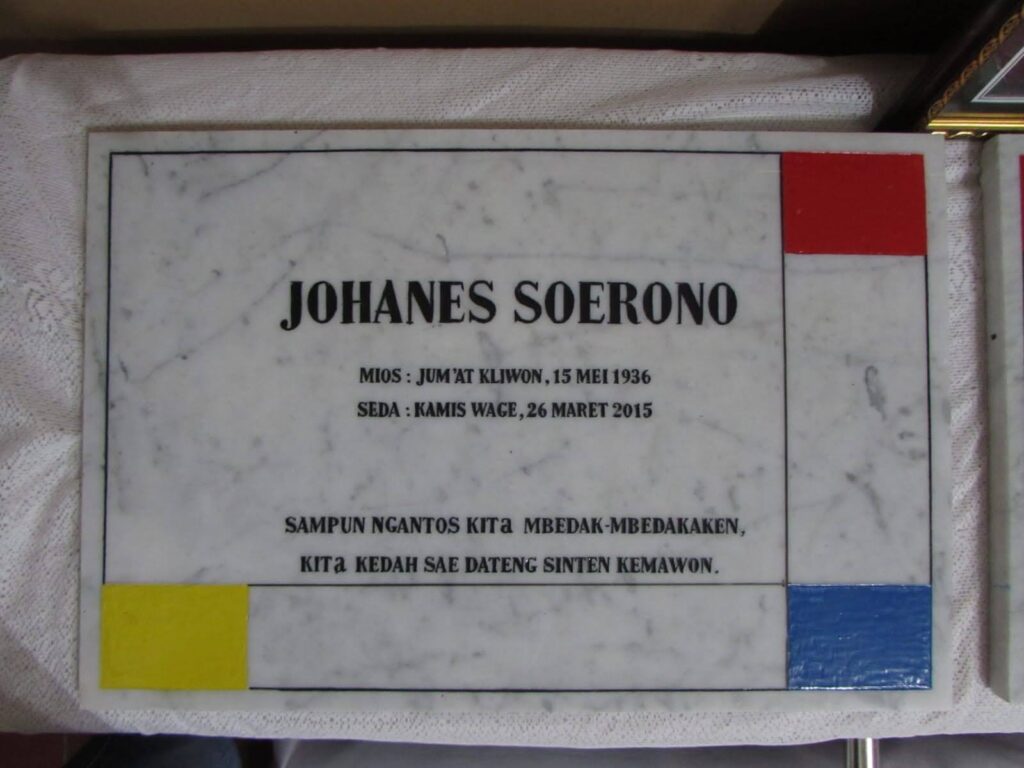 JOHANES SOERONO
MIOS : JUM'AT KLIWON, 15 MEI 1936
SEDA : KAMIS WAGE, 26 MARET 2015
SAMPUN NGANTOS KITa MBEDAK-MBEDAKAKEN,
KITa KEDAH SAE DATENG SINTEN KEMAWON.